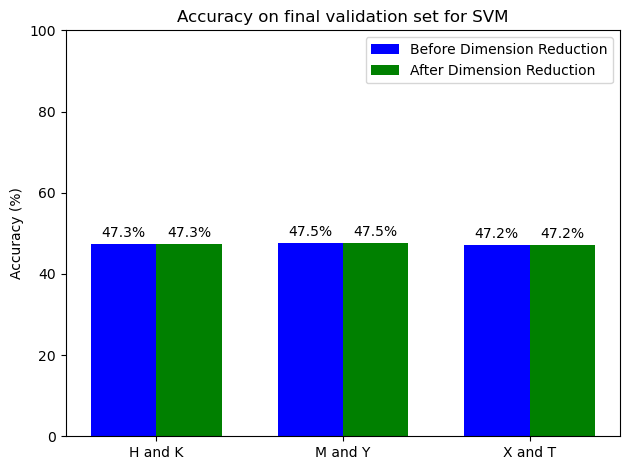 Accuracy on final validation set for SVM
Before Dimension Reduction
After Dimension Reduction
Accuracy (%)
100
80
60
40
20
0
47.3% 47.3% 47.5% 47.5% 47.2% 47.2%
H and K M and Y X and T